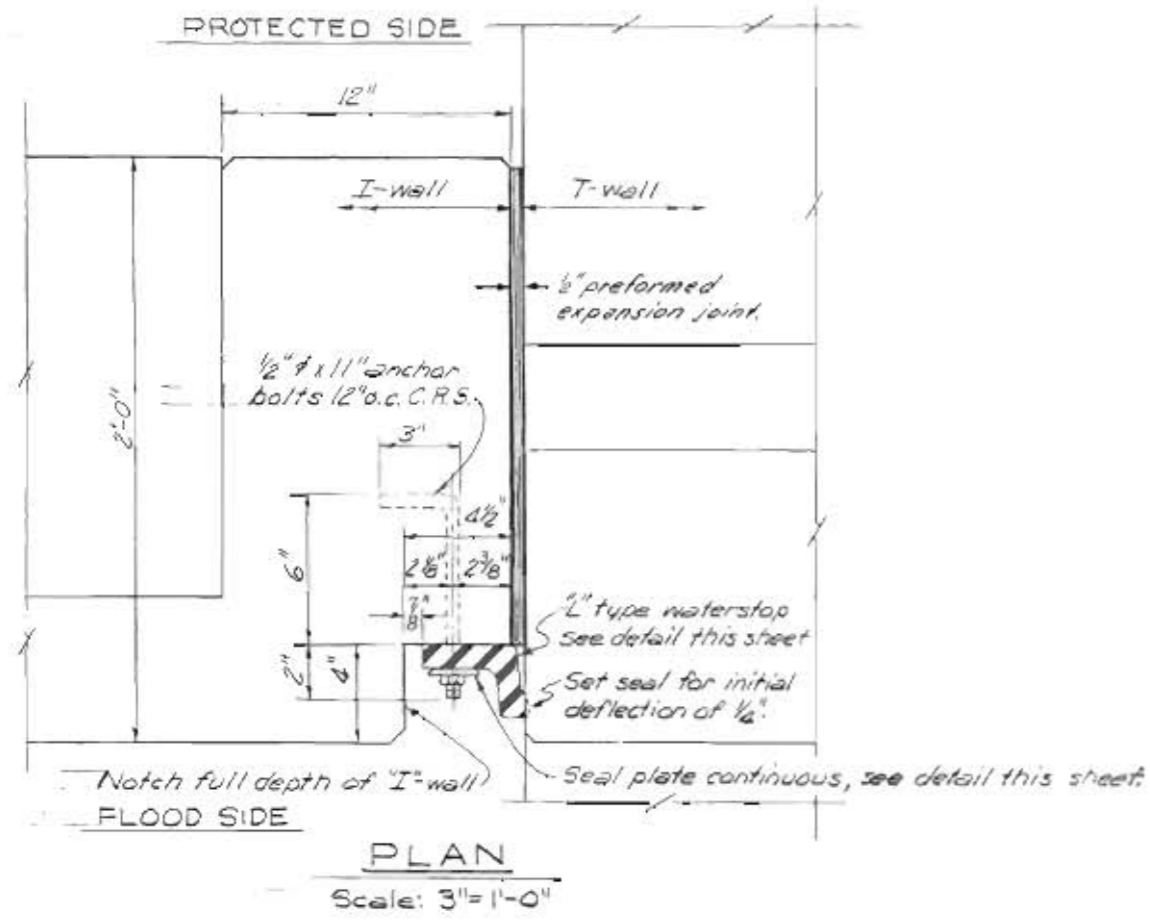 PROTECTED SIDE
12"
I-wall
T-wall
½" preformed
expansion joint.
½" ϕ x 11" anchor
bolts 12" o.c. C.R.S.
2'-0"
3"
4½"
6"
2⅛"
2⅜"
⅞"
"L" type waterstop
see detail this sheet
2"
4"
Set seal for initial
deflection of ¼".
Notch full depth of "I"-wall
Seal plate continuous, see detail this sheet.
FLOOD SIDE
PLAN
Scale: 3"=1'-0"